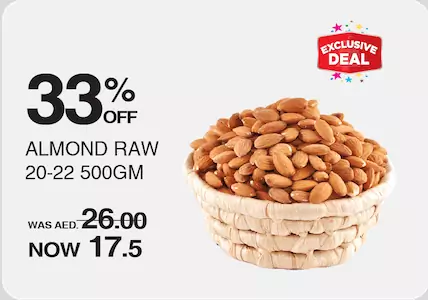 EXCLUSIVE
DEAL
33% OFF
ALMOND RAW
20-22 500GM
WAS AED. 26.00
NOW 17.5